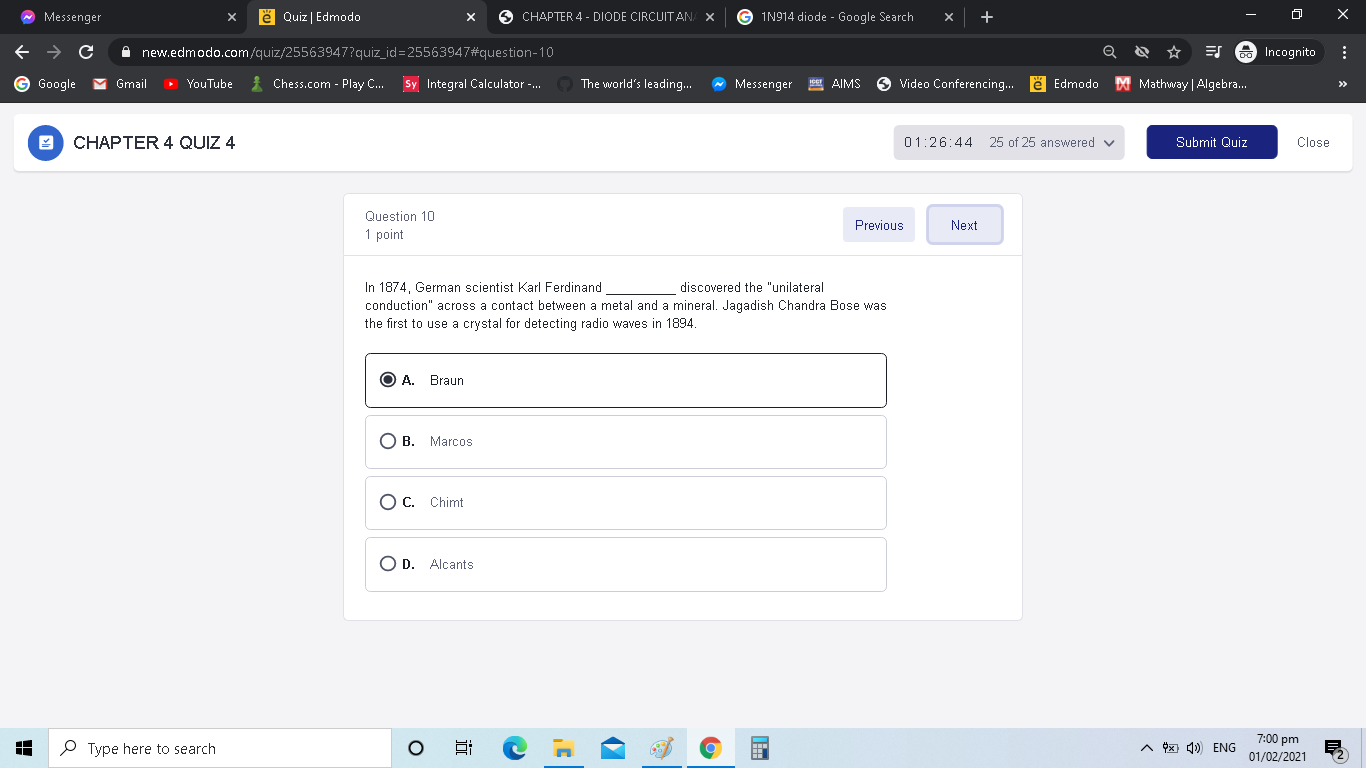 Messenger
Quiz | Edmodo
CHAPTER 4 - DIODE CIRCUIT ANA
1N914 diode - Google Search
new.edmodo.com/quiz/25563947?quiz_id=25563947#question-10
Incognito
Google
Gmail
YouTube
Chess.com - Play C...
Sy
Integral Calculator -...
The world's leading...
Messenger
AIMS
Video Conferencing...
Edmodo
Mathway | Algebra...
»
CHAPTER 4 QUIZ 4
01:26:44 25 of 25 answered
Submit Quiz
Close
Question 10
1 point
Previous
Next
In 1874, German scientist Karl Ferdinand __________ discovered the "unilateral
conduction" across a contact between a metal and a mineral. Jagadish Chandra Bose was
the first to use a crystal for detecting radio waves in 1894.
A. Braun
B. Marcos
C. Chimt
D. Alcants
Type here to search
ENG
7:00 pm
01/02/2021
2